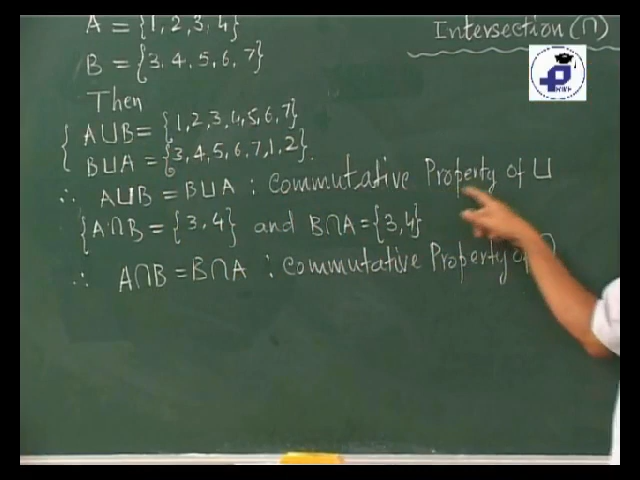 A = {1, 2, 3, 4}
Intersection (∩)
B = {3, 4, 5, 6, 7}
Then
A∪B = {1, 2, 3, 4, 5, 6, 7}
B∪A = {3, 4, 5, 6, 7, 1, 2}.
∴ A∪B = B∪A : Commutative Property of ∪
{A∩B = {3, 4} and B∩A = {3, 4}
∴ A∩B = B∩A : Commutative Property of ∩